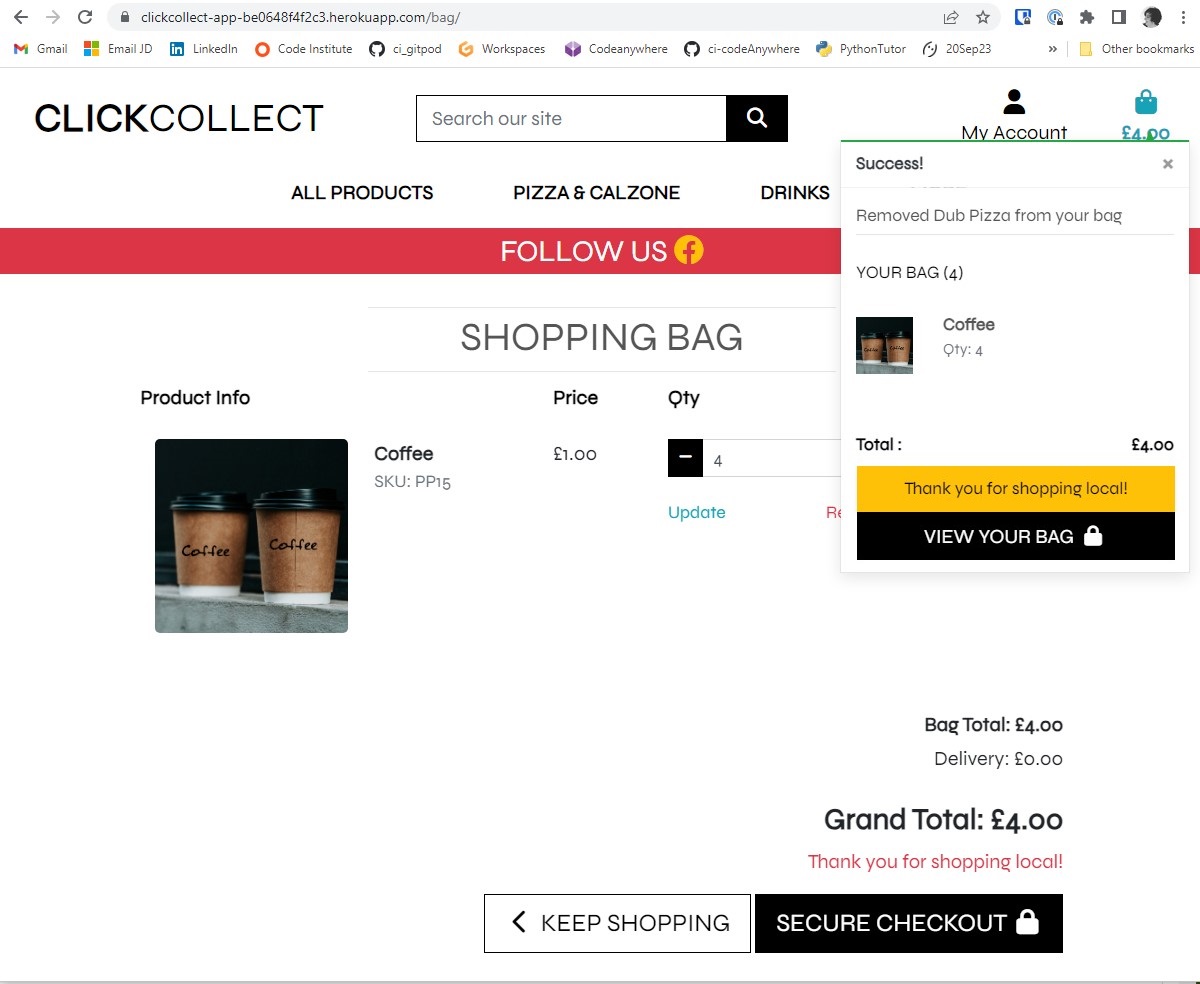 clickcollect-app-be0648f4f2c3.herokuapp.com/bag/
Gmail Email JD LinkedIn Code Institute ci_gitpod Workspaces Codeanywhere ci-codeAnywhere PythonTutor 20Sep23 » Other bookmarks
CLICKCOLLECT
Search our site
My Account
£4.00
ALL PRODUCTS PIZZA & CALZONE DRINKS
FOLLOW US
Success! ×
Removed Dub Pizza from your bag
YOUR BAG (4)
Coffee
Coffee
Coffee
Qty: 4
Total : £4.00
Thank you for shopping local!
VIEW YOUR BAG
SHOPPING BAG
Product Info Price Qty
Coffee £1.00 4
SKU: PP15
Update Re
Coffee
Coffee
Bag Total: £4.00
Delivery: £0.00
Grand Total: £4.00
Thank you for shopping local!
KEEP SHOPPING SECURE CHECKOUT